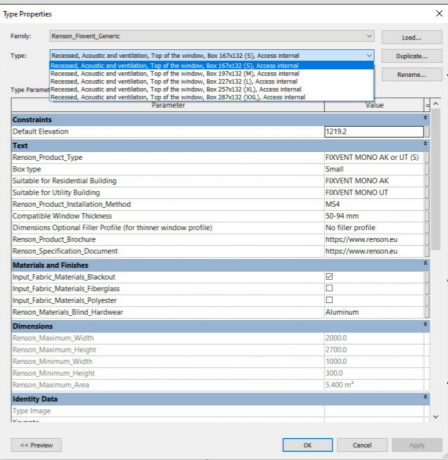 Type Properties
Family: Renson_Fixvent_Generic Load...
Type: Recessed, Acoustic and ventilation, Top of the window, Box 167x132 (S), Access internal Duplicate...
Recessed, Acoustic and ventilation, Top of the window, Box 167x132 (S), Access internal
Recessed, Acoustic and ventilation, Top of the window, Box 197x132 (M), Access internal Rename...
Recessed, Acoustic and ventilation, Top of the window, Box 227x132 (L), Access internal
Recessed, Acoustic and ventilation, Top of the window, Box 257x132 (XL), Access internal
Type Paramet Recessed, Acoustic and ventilation, Top of the window, Box 287x132 (XXL), Access internal
Parameter Value =
Constraints
Default Elevation 1219.2
Text
Renson_Product_Type FIXVENT MONO AK or UT (S)
Box type Small
Suitable for Residential Building FIXVENT MONO AK
Suitable for Utility Building FIXVENT MONO UT
Renson_Product_Installation_Method MS4
Compatible Window Thickness 50-94 mm
Dimensions Optional Filler Profile (for thinner window profile) No filler profile
Renson_Product_Brochure https://www.renson.eu
Renson_Specification_Document https://www.renson.eu
Materials and Finishes
Input_Fabric_Materials_Blackout
Input_Fabric_Materials_Fiberglass
Input_Fabric_Materials_Polyester
Renson_Materials_Blind_Hardwear Aluminum
Dimensions
Renson_Maximum_Width 2000.0
Renson_Maximum_Height 2700.0
Renson_Minimum_Width 1000.0
Renson_Minimum_Height 300.0
Renson_Maximum_Area 5.400 m²
Identity Data
Type Image
<< Preview OK Cancel Apply